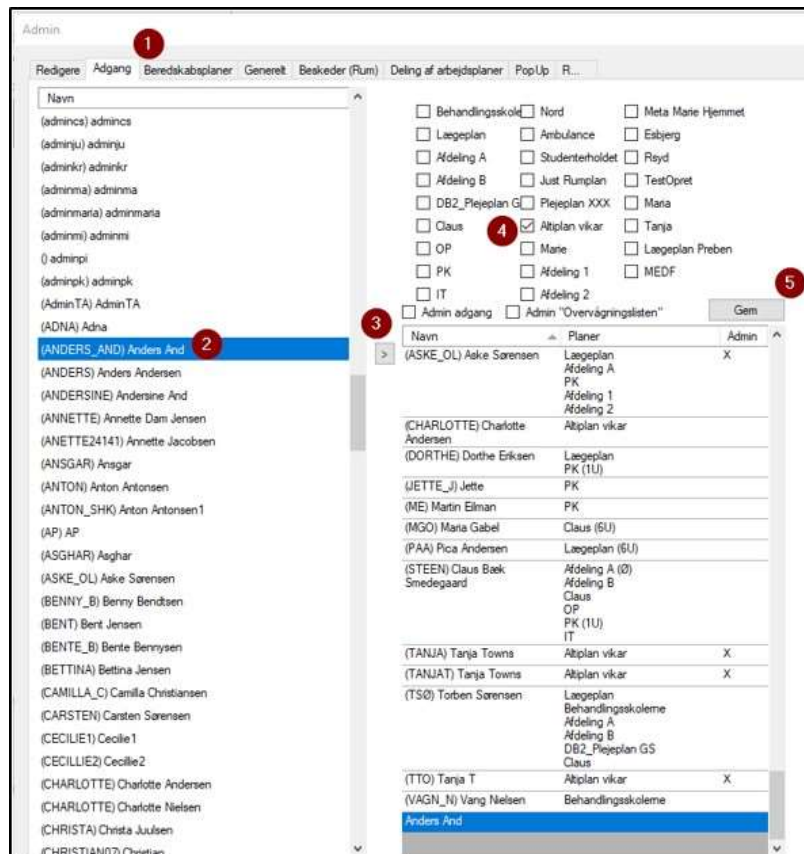 Admin
1
Redigere Adgang Beredskabsplaner Generelt Beskeder (Rum) Deling af arbejdsplaner PopUp R...
Navn
(admincs) admincs
(adminju) adminju
(adminkr) adminkr
(adminma) adminma
(adminmaria) adminmaria
(adminmi) adminmi
() adminpi
(adminpk) adminpk
(AdminTA) AdminTA
(ADNA) Adna
(ANDERS_AND) Anders And 2
(ANDERS) Anders Andersen
(ANDERSINE) Andersine And
(ANNETTE) Annette Dam Jensen
(ANETTE24141) Annette Jacobsen
(ANSGAR) Ansgar
(ANTON) Anton Antonsen
(ANTON_SHK) Anton Antonsen1
(AP) AP
(ASGHAR) Asghar
(ASKE_OL) Aske Sørensen
(BENNY_B) Benny Bendtsen
(BENT) Bent Jensen
(BENTE_B) Bente Bennysen
(BETTINA) Bettina Jensen
(CAMILLA_C) Camilla Christiansen
(CARSTEN) Carsten Sørensen
(CECILIE1) Cecilie1
(CECILLIE2) Cecillie2
(CHARLOTTE) Charlotte Andersen
(CHARLOTTE) Charlotte Nielsen
(CHRISTA) Christa Juulsen
(CHRISTIAN07) Christian
Behandlingsskole Nord Meta Marie Hjemmet
Lægeplan Ambulance Esbjerg
Afdeling A Studenterholdet Rsyd
Afdeling B Just Rumplan TestOpret
DB2_Plejeplan G Plejeplan XXX Maria
Claus 4 Altiplan vikar Tanja
OP Marie Lægeplan Preben
PK Afdeling 1 MEDF
IT Afdeling 2
5
3 Admin adgang Admin "Overvågningslisten" Gem
>
Navn Planer Admin
(ASKE_OL) Aske Sørensen Lægeplan X
Afdeling A
PK
Afdeling 1
Afdeling 2
(CHARLOTTE) Charlotte Altiplan vikar
Andersen
(DORTHE) Dorthe Eriksen Lægeplan
PK (1U)
(JETTE_J) Jette PK
(ME) Martin Eilman PK
(MGO) Maria Gabel Claus (6U)
(PAA) Pica Andersen Lægeplan (6U)
(STEEN) Claus Bæk Afdeling A (Ø)
Smedegaard Afdeling B
Claus
OP
PK (1U)
IT
(TANJA) Tanja Towns Altiplan vikar X
(TANJAT) Tanja Towns Altiplan vikar X
(TSØ) Torben Sørensen Lægeplan
Behandlingsskolerne
Afdeling A
Afdeling B
DB2_Plejeplan GS
Claus
(TTO) Tanja T Altiplan vikar X
(VAGN_N) Vang Nielsen Behandlingsskolerne
Anders And